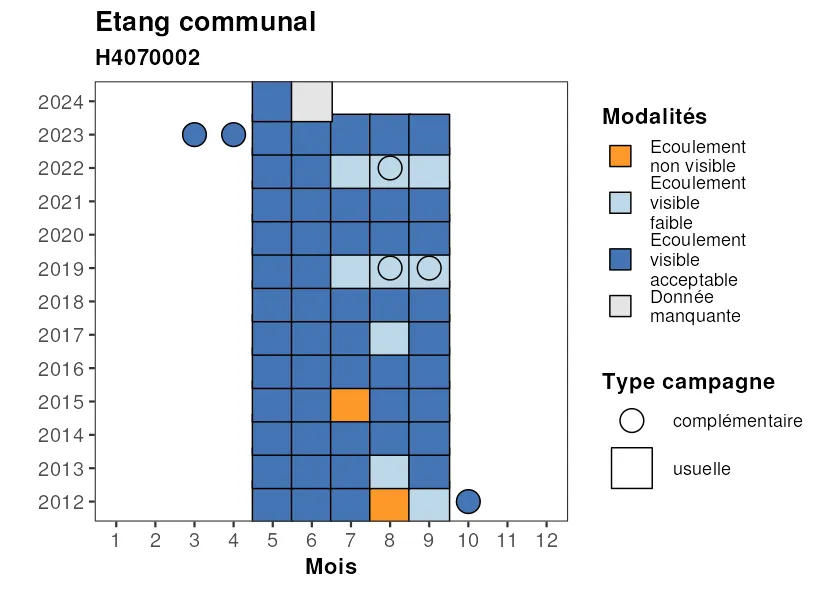 Etang communal
H4070002
2024
2023
2022
2021
2020
2019
2018
2017
2016
2015
2014
2013
2012
1 2 3 4 5 6 7 8 9 10 11 12
Mois
Modalités
Ecoulement
non visible
Ecoulement
visible
faible
Ecoulement
visible
acceptable
Donnée
manquante
Type campagne
complémentaire
usuelle